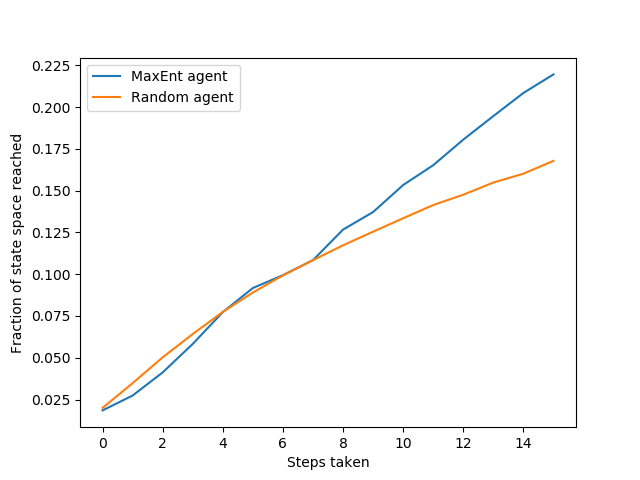 MaxEnt agent
Random agent
Fraction of state space reached
0.225
0.200
0.175
0.150
0.125
0.100
0.075
0.050
0.025
0 2 4 6 8 10 12 14
Steps taken